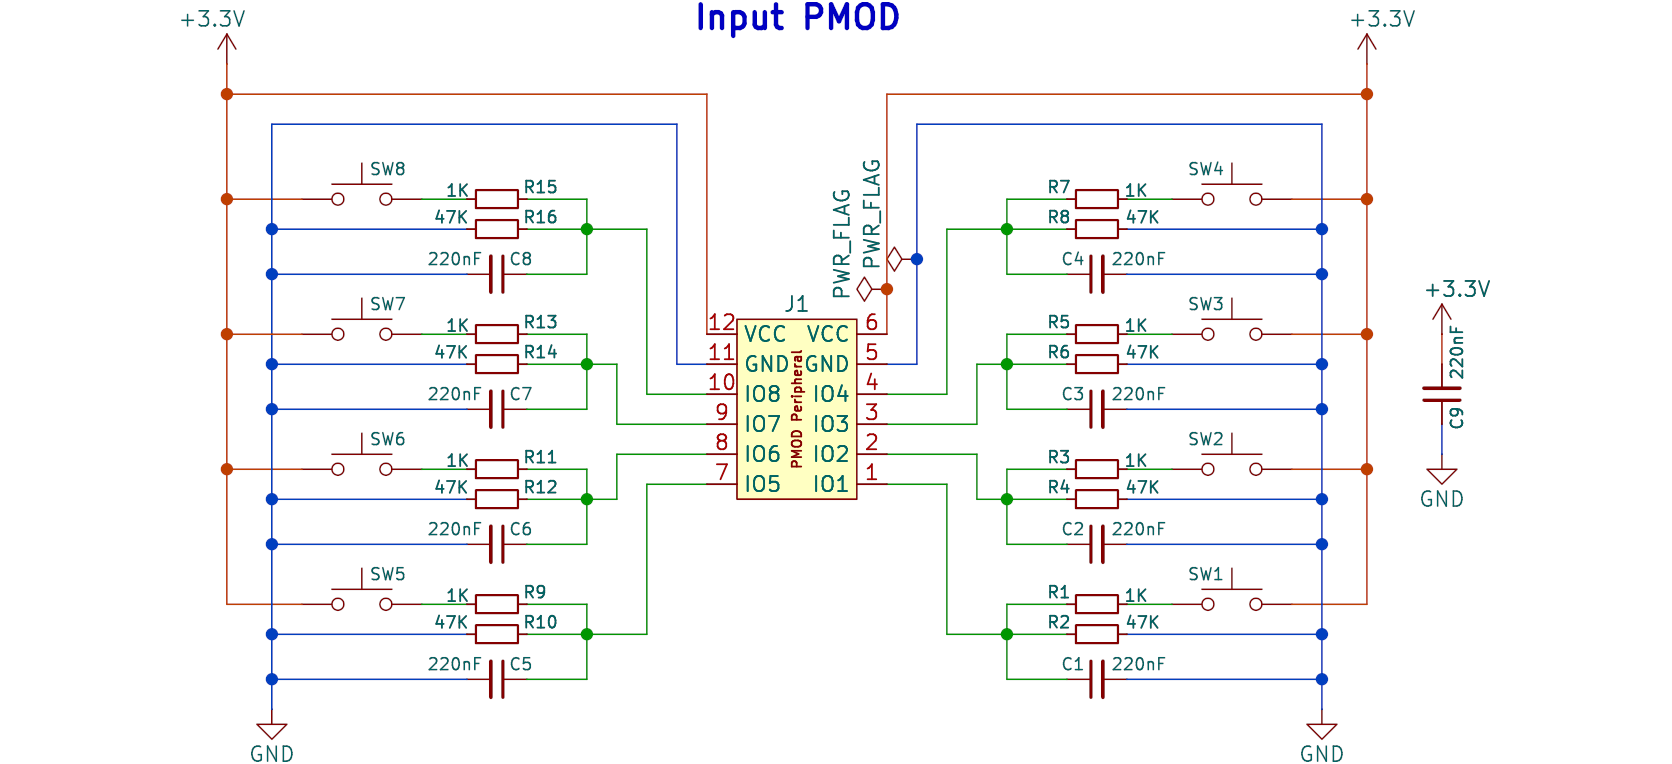 Input PMOD
+3.3V
+3.3V
SW8
1K
R15
47K
R16
220nF
C8
SW7
1K
R13
47K
R14
220nF
C7
SW6
1K
R11
47K
R12
220nF
C6
SW5
1K
R9
47K
R10
220nF
C5
GND
PWR_FLAG
PWR_FLAG
J1
12 VCC VCC 6
11 GND GND 5
10 IO8 IO4 4
9 IO7 IO3 3
8 IO6 IO2 2
7 IO5 IO1 1
PMOD Peripheral
SW4
R7
1K
R8
47K
C4
220nF
SW3
R5
1K
R6
47K
C3
220nF
SW2
R3
1K
R4
47K
C2
220nF
SW1
R1
1K
R2
47K
C1
220nF
GND
+3.3V
220nF
C9
GND